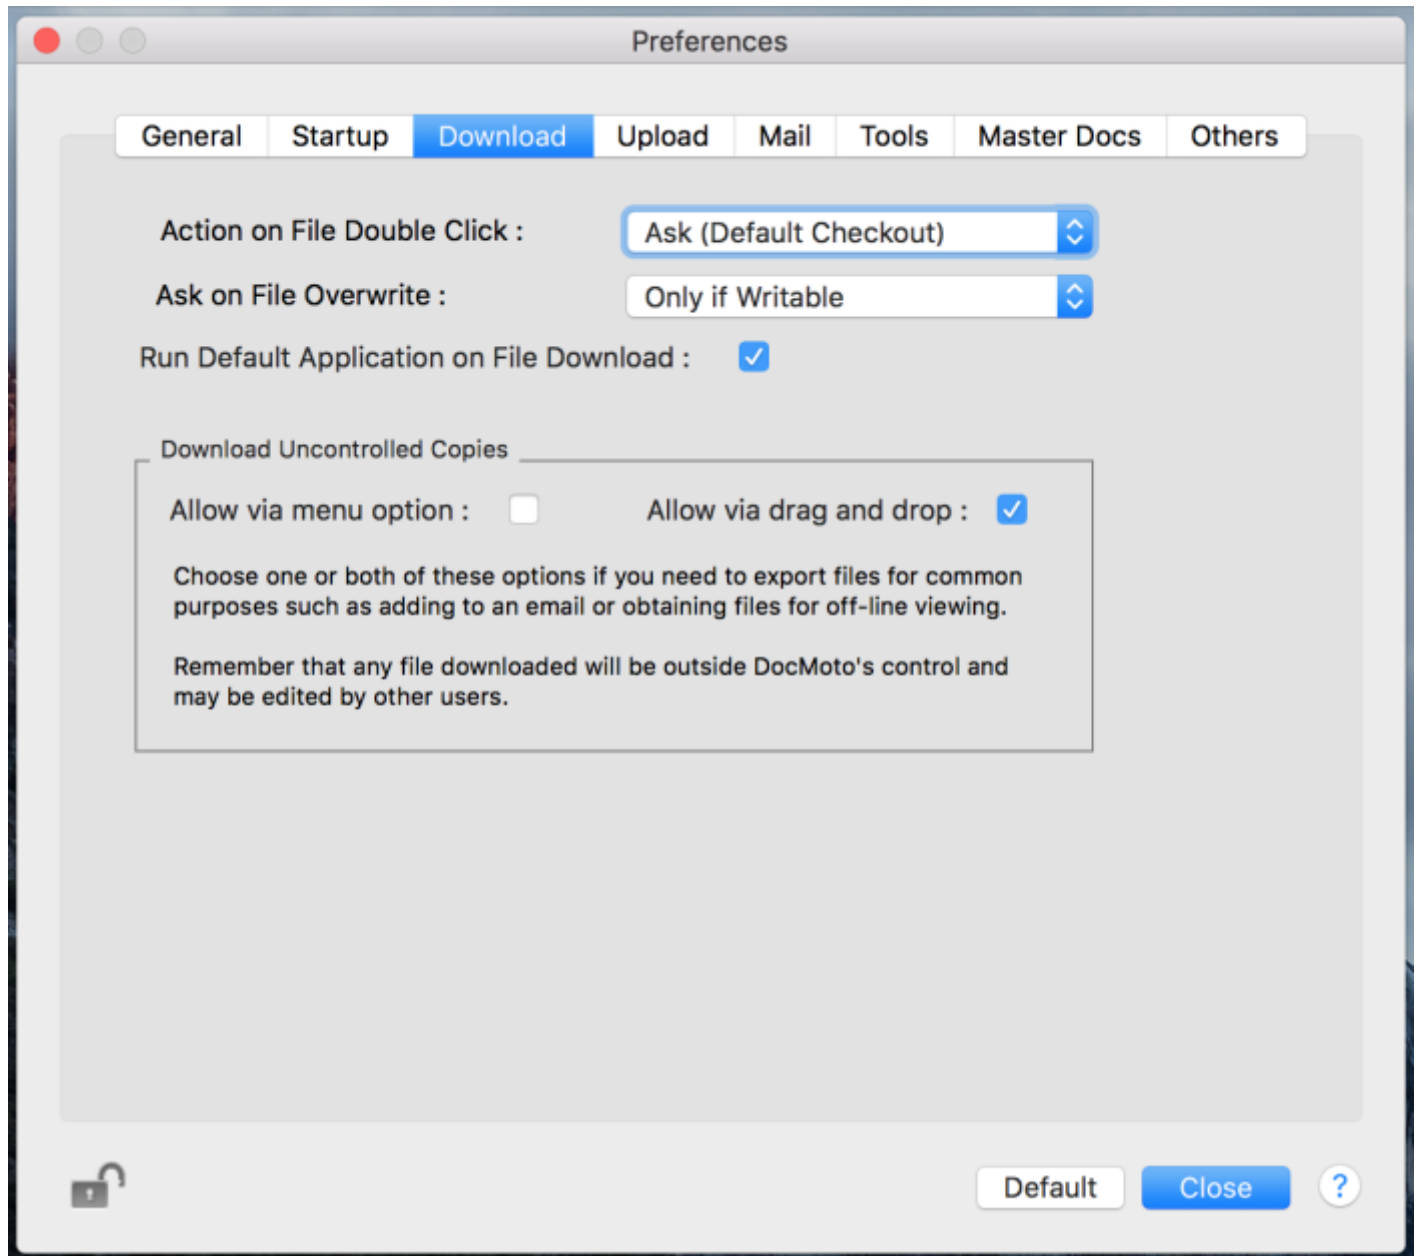 Preferences
General Startup Download Upload Mail Tools Master Docs Others
Action on File Double Click : Ask (Default Checkout)
Ask on File Overwrite : Only if Writable
Run Default Application on File Download :
Download Uncontrolled Copies
Allow via menu option : Allow via drag and drop :
Choose one or both of these options if you need to export files for common
purposes such as adding to an email or obtaining files for off-line viewing.
Remember that any file downloaded will be outside DocMoto's control and
may be edited by other users.
Default Close ?